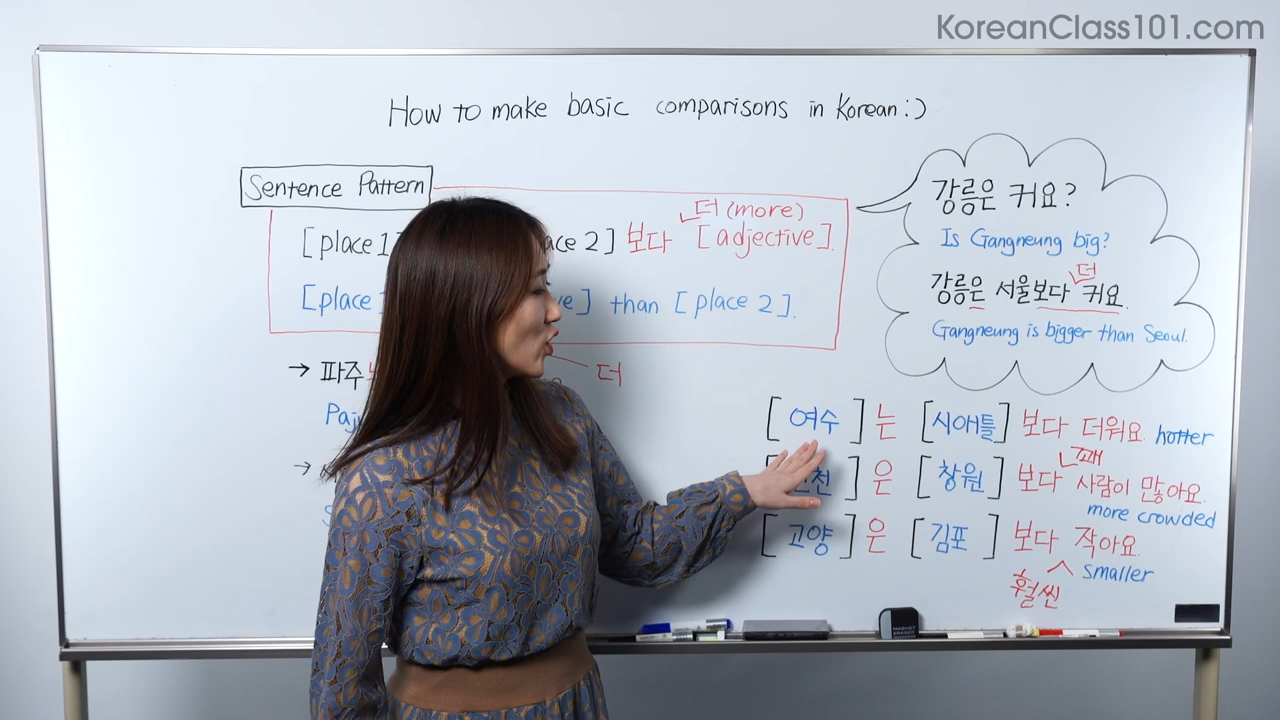 KoreanClass101.com
How to make basic comparisons in Korean:)
Sentence Pattern
[place 1 ace 2] 보다 [adjective].
더 (more)
[place ve] than [place 2].
→ 파주
더
Paj
→
강릉은 커요?
Is Gangneung big?
더
강릉은 서울보다 커요.
Gangneung is bigger than Seoul.
[여수]는 [시애틀] 보다 더워요. hotter
꽤
[천]은 [창원] 보다 사람이 많아요.
more crowded
[고양]은 [김포] 보다 작아요.
훨씬 smaller
MAGNET ERASER